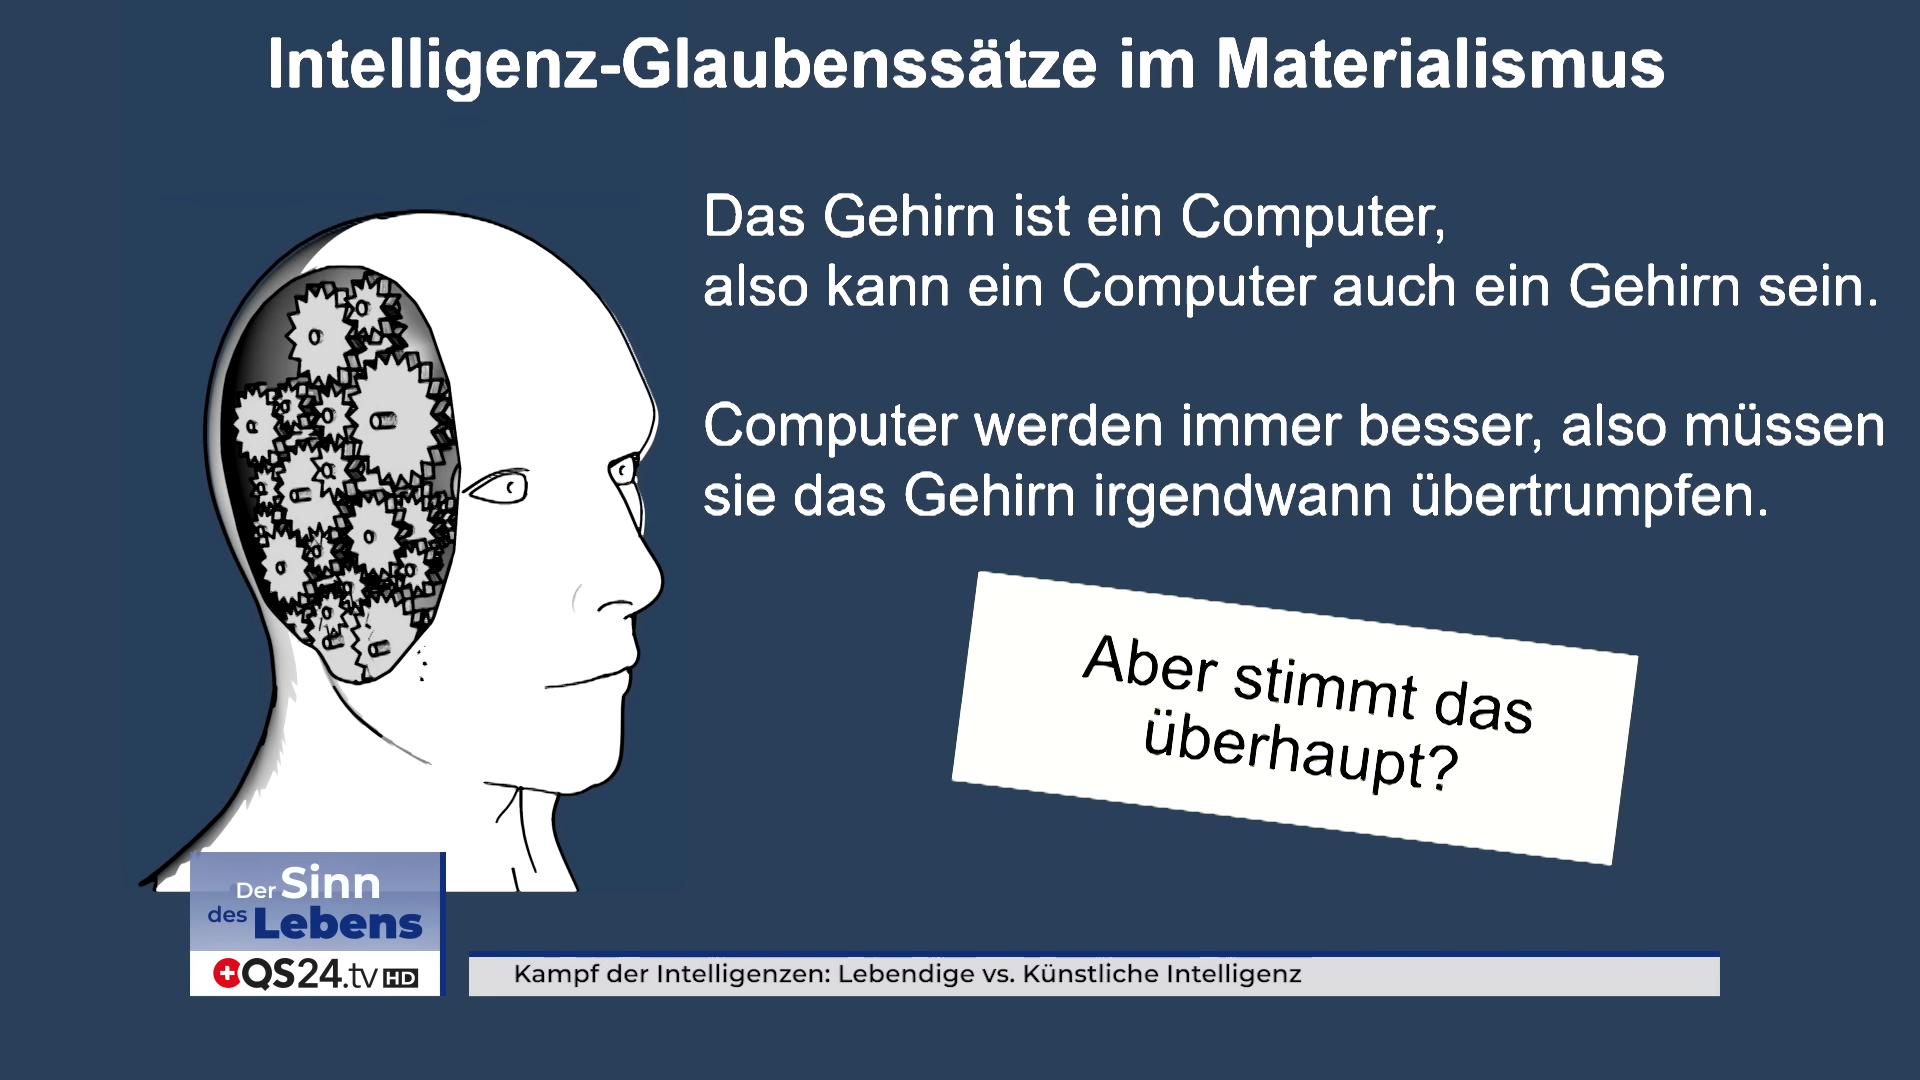 Intelligenz-Glaubenssätze im Materialismus
Das Gehirn ist ein Computer,
also kann ein Computer auch ein Gehirn sein.
Computer werden immer besser, also müssen
sie das Gehirn irgendwann übertrumpfen.
Aber stimmt das
überhaupt?
Der Sinn
des Lebens
QS24.tv HD
Kampf der Intelligenzen: Lebendige vs. Künstliche Intelligenz